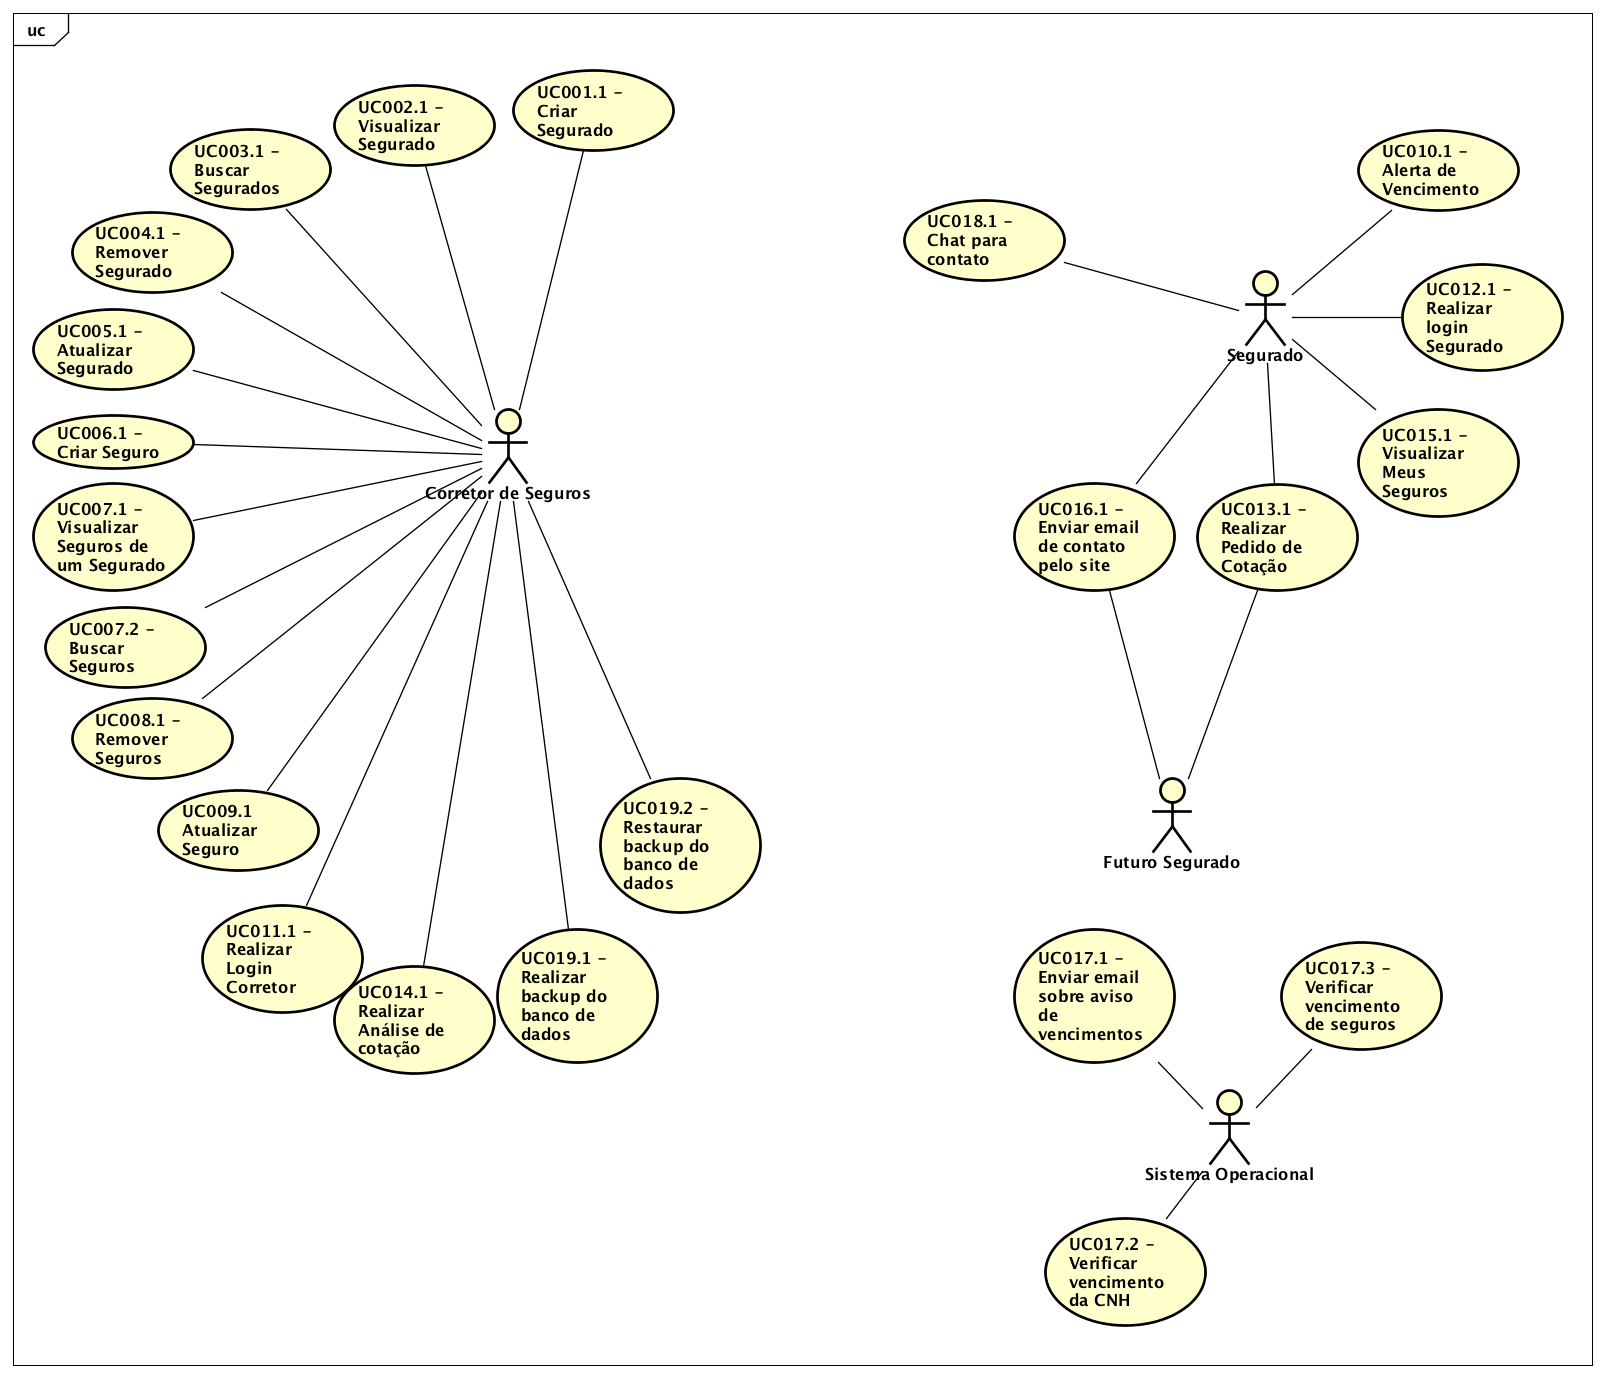 uc
UC001.1 –
Criar
Segurado
UC002.1 –
Visualizar
Segurado
UC003.1 –
Buscar
Segurados
UC004.1 –
Remover
Segurado
UC005.1 –
Atualizar
Segurado
UC006.1 –
Criar Seguro
UC007.1 –
Visualizar
Seguros de
um Segurado
UC007.2 –
Buscar
Seguros
UC008.1 –
Remover
Seguros
UC009.1
Atualizar
Seguro
UC011.1 –
Realizar
Login
Corretor
UC014.1 –
Realizar
Análise de
cotação
UC019.1 –
Realizar
backup do
banco de
dados
UC019.2 –
Restaurar
backup do
banco de
dados
Corretor de Seguros
UC018.1 –
Chat para
contato
UC010.1 –
Alerta de
Vencimento
UC012.1 –
Realizar
login
Segurado
Segurado
UC015.1 –
Visualizar
Meus
Seguros
UC016.1 –
Enviar email
de contato
pelo site
UC013.1 –
Realizar
Pedido de
Cotação
Futuro Segurado
UC017.1 –
Enviar email
sobre aviso
de
vencimentos
UC017.3 –
Verificar
vencimento
de seguros
Sistema Operacional
UC017.2 –
Verificar
vencimento
da CNH